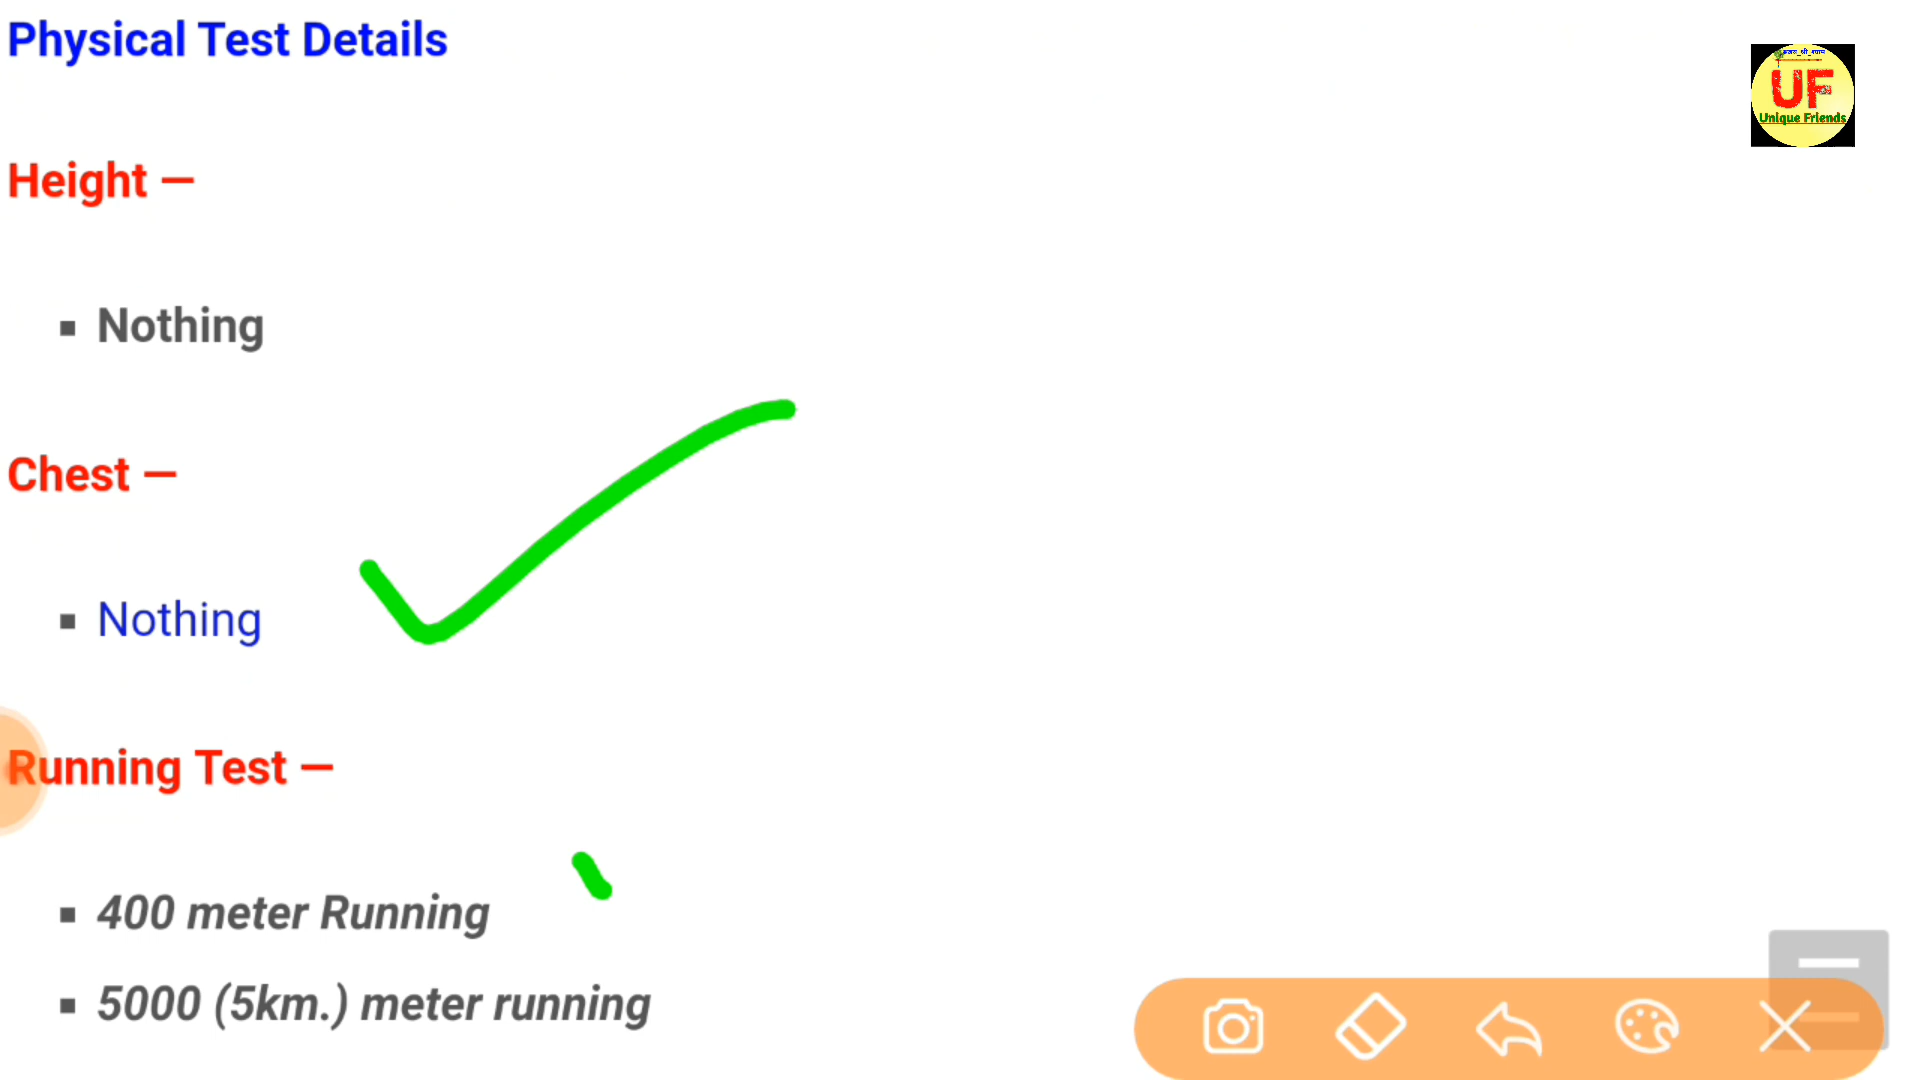 Physical Test Details
UF
Unique Friends
Height —
Nothing
Chest —
Nothing
Running Test —
400 meter Running
5000 (5km.) meter running